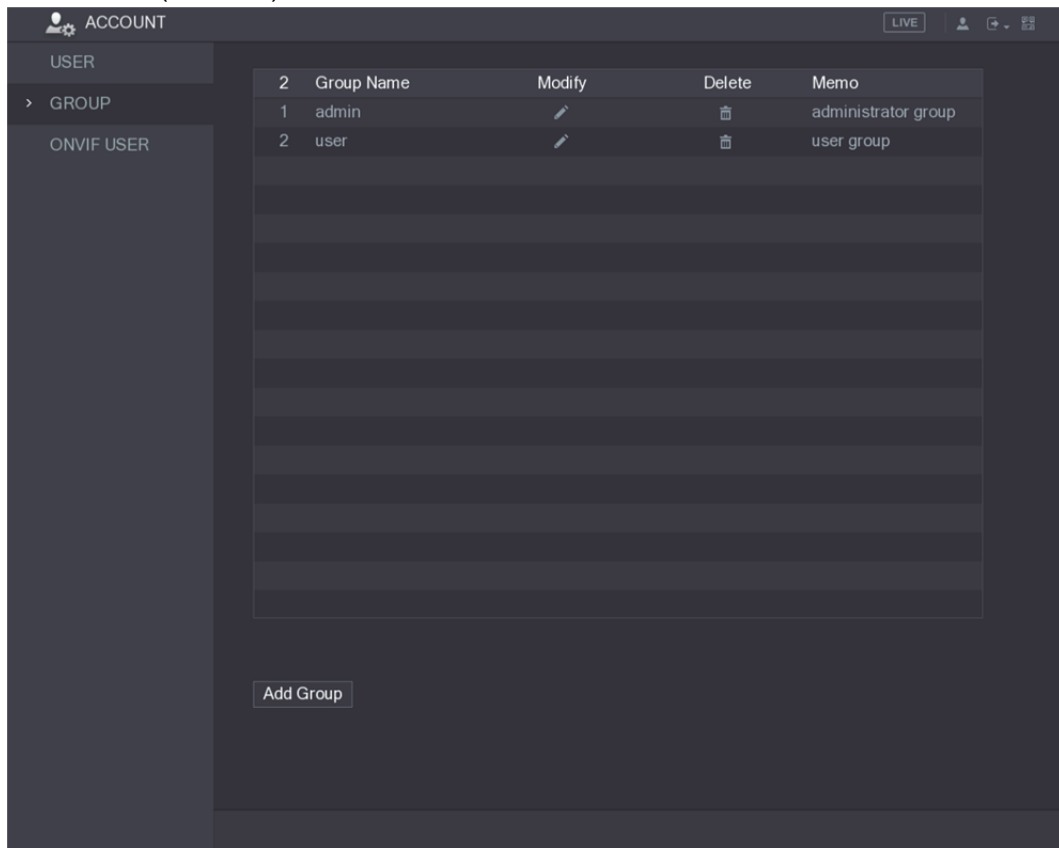 ACCOUNT LIVE
USER
GROUP
ONVIF USER
2 Group Name Modify Delete Memo
1 admin administrator group
2 user user group
Add Group